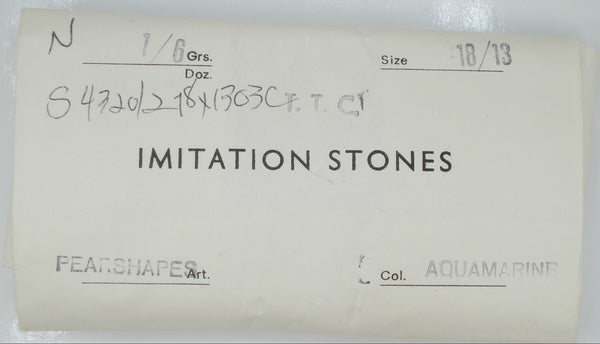 N 1/6 Grs. Size 18/13
Doz.
S 4320/2-18x1303C T. T. C.
IMITATION STONES
PEARSHAPES Art. Col. AQUAMARINE